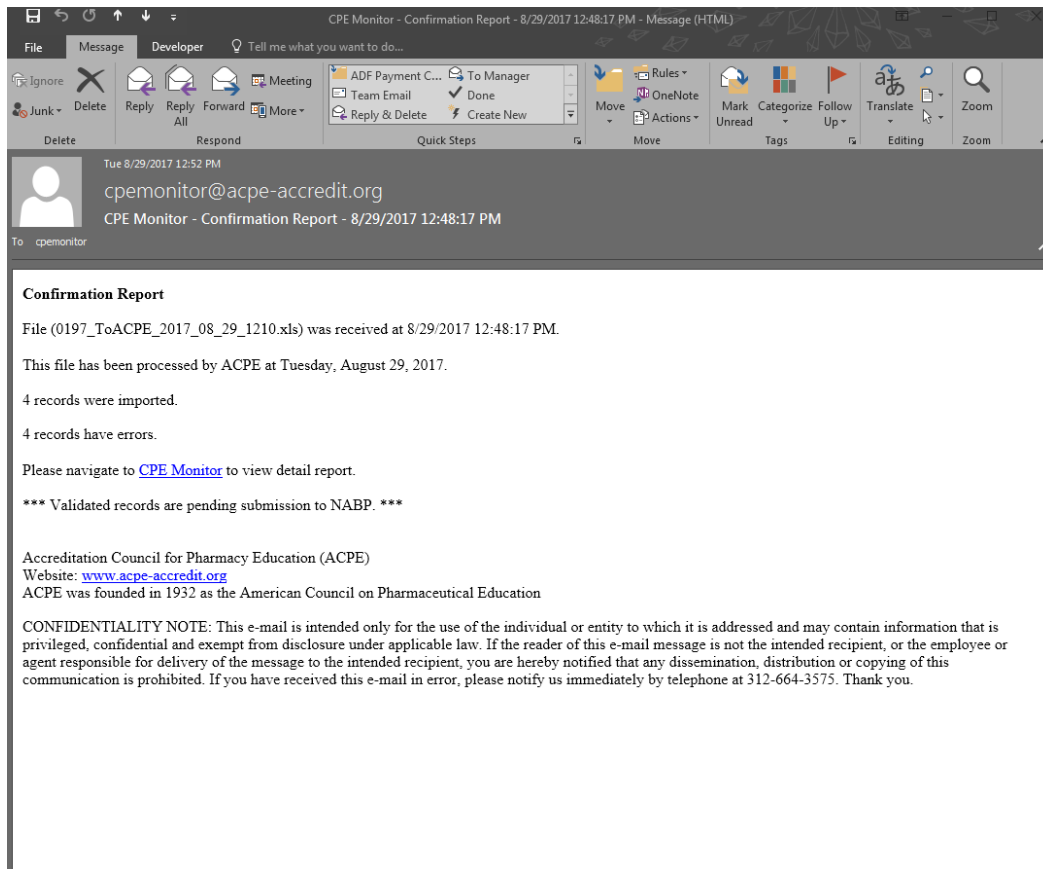 CPE Monitor - Confirmation Report - 8/29/2017 12:48:17 PM - Message (HTML)
File Message Developer Tell me what you want to do...
Ignore
Junk
Delete
Reply
Reply All
Forward
Meeting
More
ADF Payment C...
To Manager
Team Email
Done
Reply & Delete
Create New
Move
Rules
OneNote
Actions
Mark Unread
Categorize
Follow Up
Translate
Zoom
Delete Respond Quick Steps Move Tags Editing Zoom
Tue 8/29/2017 12:52 PM
cpemonitor@acpe-accredit.org
CPE Monitor - Confirmation Report - 8/29/2017 12:48:17 PM
To cpemonitor
Confirmation Report
File (0197_ToACPE_2017_08_29_1210.xls) was received at 8/29/2017 12:48:17 PM.
This file has been processed by ACPE at Tuesday, August 29, 2017.
4 records were imported.
4 records have errors.
Please navigate to CPE Monitor to view detail report.
*** Validated records are pending submission to NABP. ***
Accreditation Council for Pharmacy Education (ACPE)
Website: www.acpe-accredit.org
ACPE was founded in 1932 as the American Council on Pharmaceutical Education
CONFIDENTIALITY NOTE: This e-mail is intended only for the use of the individual or entity to which it is addressed and may contain information that is
privileged, confidential and exempt from disclosure under applicable law. If the reader of this e-mail message is not the intended recipient, or the employee or
agent responsible for delivery of the message to the intended recipient, you are hereby notified that any dissemination, distribution or copying of this
communication is prohibited. If you have received this e-mail in error, please notify us immediately by telephone at 312-664-3575. Thank you.